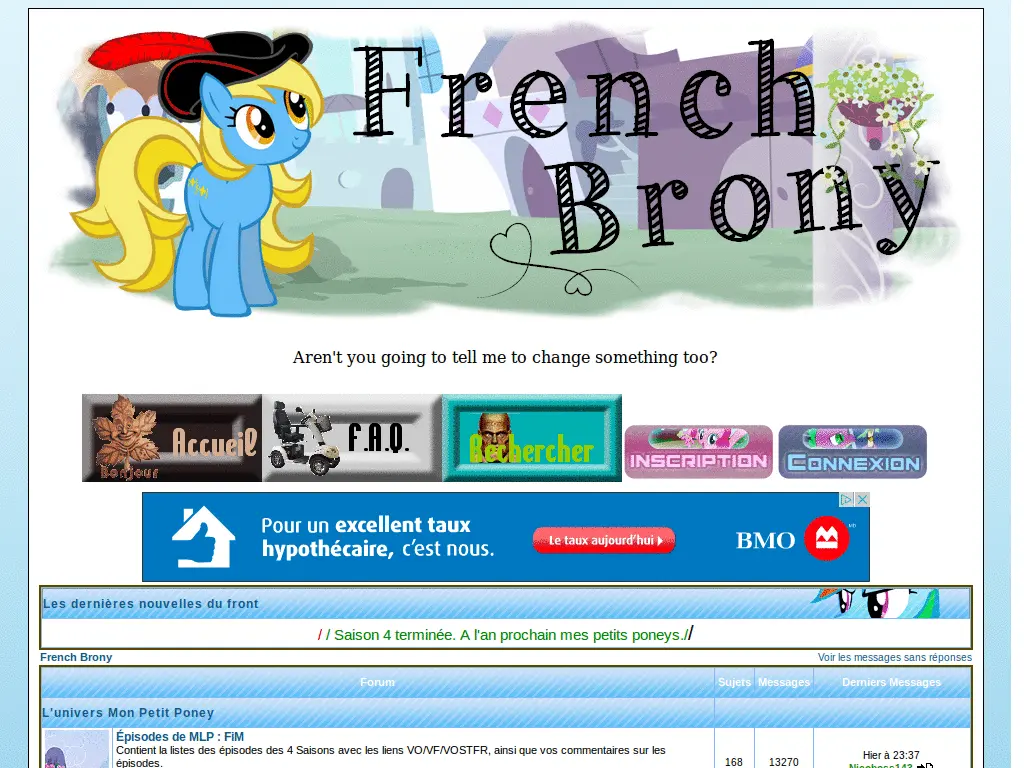 French
Brony
Aren't you going to tell me to change something too?
Accueil
Bonjour
F.A.Q.
Rechercher
INSCRIPTION
CONNEXION
Pour un excellent taux
hypothécaire, c'est nous.
Le taux aujourd'hui
BMO
MD
Les dernières nouvelles du front
/ / Saison 4 terminée. A l'an prochain mes petits poneys.//
French Brony
Voir les messages sans réponses
Forum Sujets Messages Derniers Messages
L'univers Mon Petit Poney
Épisodes de MLP : FiM
Contient la listes des épisodes des 4 Saisons avec les liens VO/VF/VOSTFR, ainsi que vos commentaires sur les
épisodes.
168
13270
Hier à 23:37